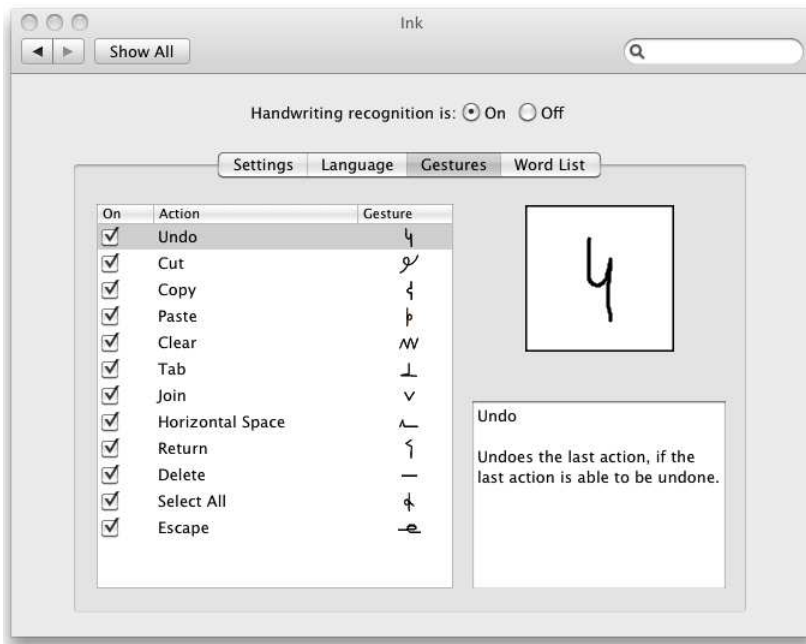 Ink
Show All
Handwriting recognition is: On Off
Settings Language Gestures Word List
On Action Gesture
Undo
Cut
Copy
Paste
Clear
Tab
Join
Horizontal Space
Return
Delete
Select All
Escape
Undo
Undoes the last action, if the
last action is able to be undone.